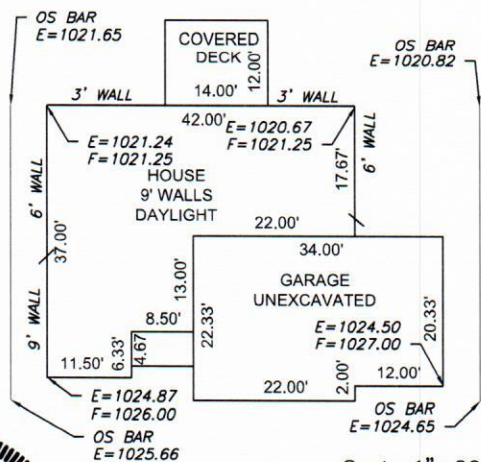 OS BAR
E=1021.65
COVERED
DECK
12.00'
14.00'
OS BAR
E=1020.82
3' WALL
3' WALL
42.00'
E=1021.24
F=1021.25
E=1020.67
F=1021.25
6' WALL
17.67'
6' WALL
HOUSE
9' WALLS
DAYLIGHT
37.00'
22.00'
34.00'
13.00'
GARAGE
UNEXCAVATED
8.50'
22.33'
E=1024.50
F=1027.00
20.33'
9' WALL
6.33'
4.67
11.50'
22.00'
2.00'
12.00'
E=1024.87
F=1026.00
OS BAR
E=1024.65
OS BAR
E=1025.66